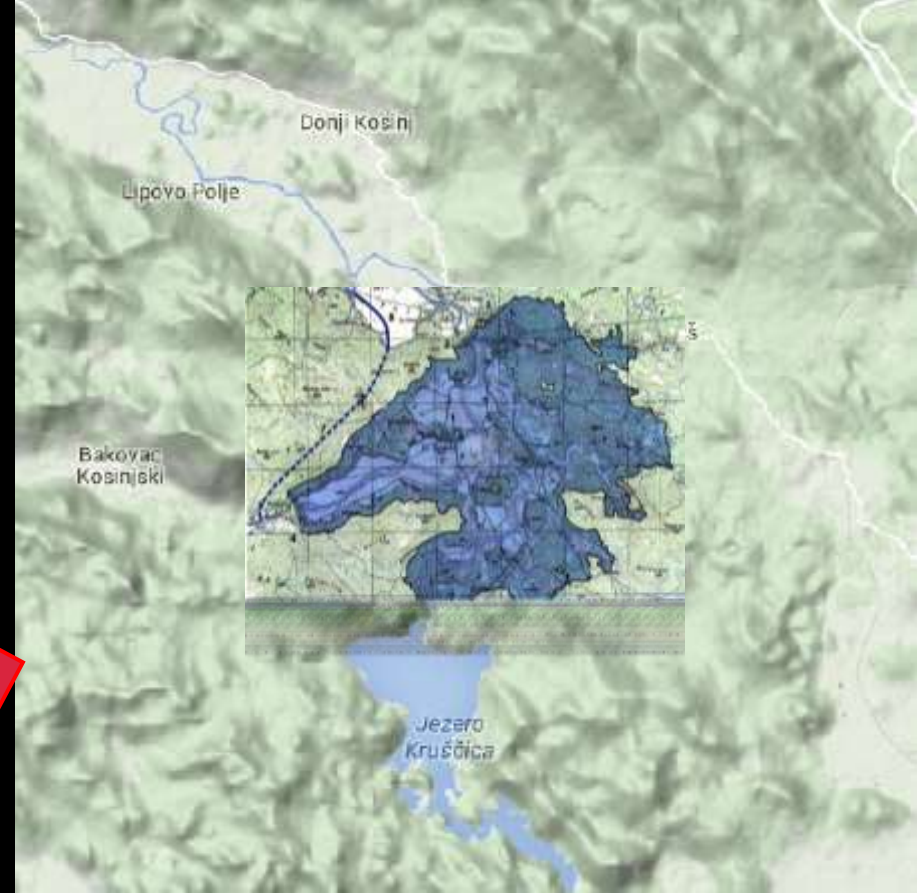 Donji Kosinj
Lipovo Polje
Š
Bakovac
Kosinjski
Jezero
Kruščica